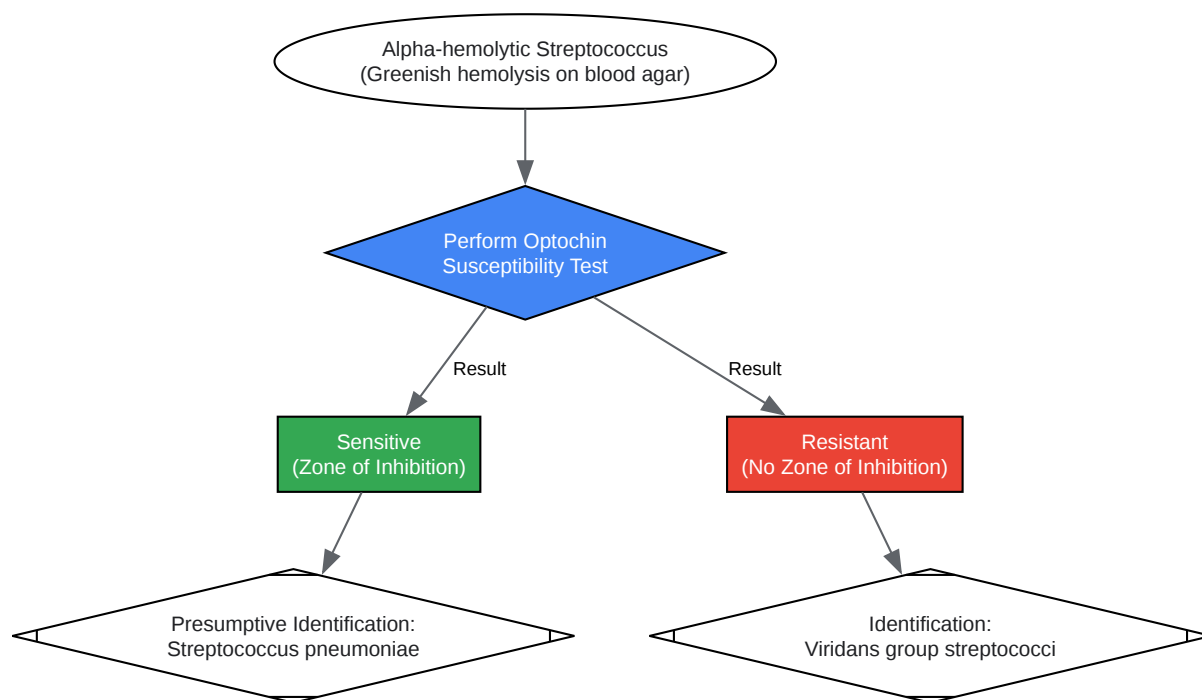 Alpha-hemolytic Streptococcus
(Greenish hemolysis on blood agar)
Perform Optochin
Susceptibility Test
Result
Result
Sensitive
(Zone of Inhibition)
Resistant
(No Zone of Inhibition)
Presumptive Identification:
Streptococcus pneumoniae
Identification:
Viridans group streptococci